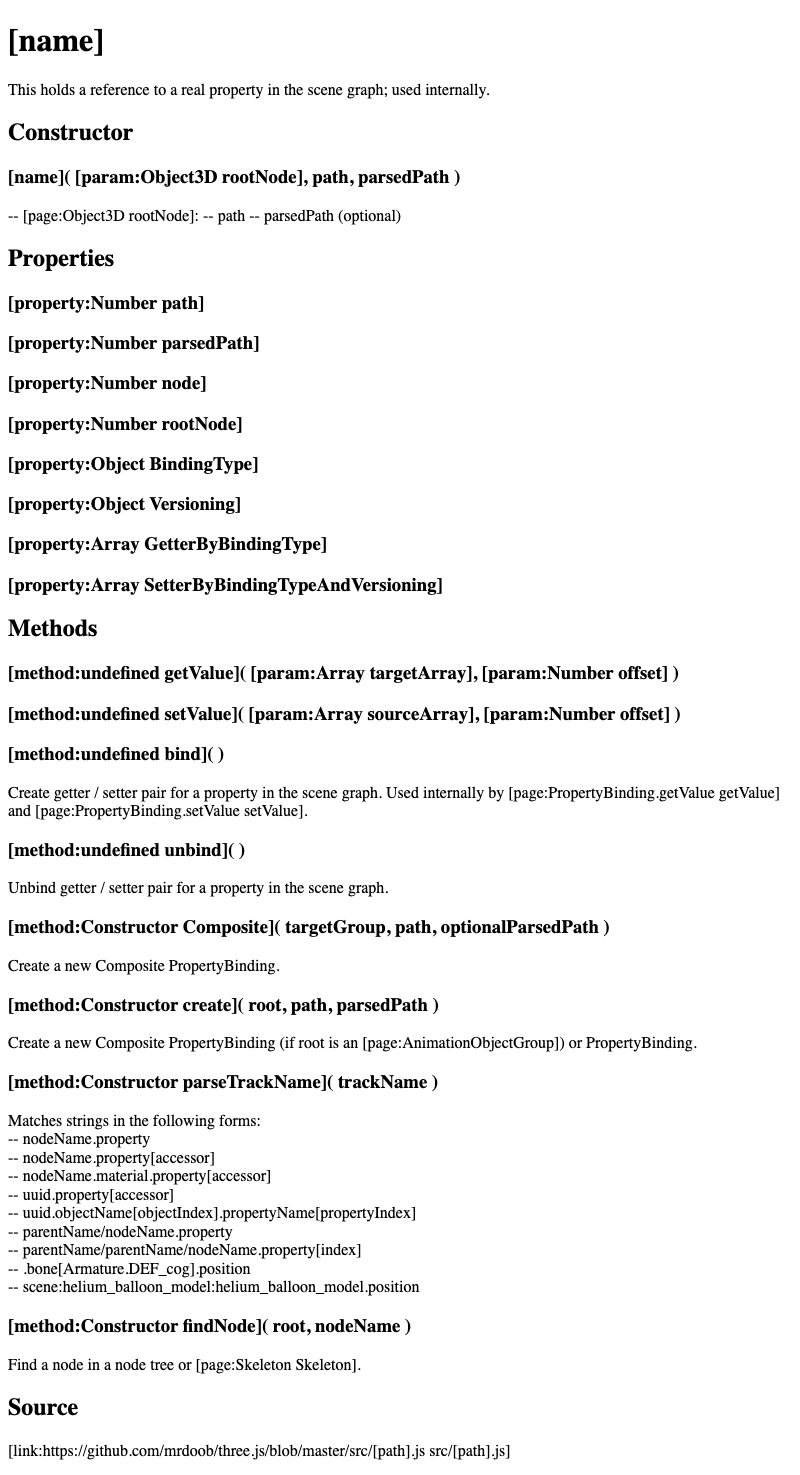 [name]
This holds a reference to a real property in the scene graph; used internally.
Constructor
[name]( [param:Object3D rootNode], path, parsedPath )
-- [page:Object3D rootNode]: -- path -- parsedPath (optional)
Properties
[property:Number path]
[property:Number parsedPath]
[property:Number node]
[property:Number rootNode]
[property:Object BindingType]
[property:Object Versioning]
[property:Array GetterByBindingType]
[property:Array SetterByBindingTypeAndVersioning]
Methods
[method:undefined getValue]( [param:Array targetArray], [param:Number offset] )
[method:undefined setValue]( [param:Array sourceArray], [param:Number offset] )
[method:undefined bind]( )
Create getter / setter pair for a property in the scene graph. Used internally by [page:PropertyBinding.getValue getValue]
and [page:PropertyBinding.setValue setValue].
[method:undefined unbind]( )
Unbind getter / setter pair for a property in the scene graph.
[method:Constructor Composite]( targetGroup, path, optionalParsedPath )
Create a new Composite PropertyBinding.
[method:Constructor create]( root, path, parsedPath )
Create a new Composite PropertyBinding (if root is an [page:AnimationObjectGroup]) or PropertyBinding.
[method:Constructor parseTrackName]( trackName )
Matches strings in the following forms:
-- nodeName.property
-- nodeName.property[accessor]
-- nodeName.material.property[accessor]
-- uuid.property[accessor]
-- uuid.objectName[objectIndex].propertyName[propertyIndex]
-- parentName/nodeName.property
-- parentName/parentName/nodeName.property[index]
-- .bone[Armature.DEF_cog].position
-- scene:helium_balloon_model:helium_balloon_model.position
[method:Constructor findNode]( root, nodeName )
Find a node in a node tree or [page:Skeleton Skeleton].
Source
[link:https://github.com/mrdoob/three.js/blob/master/src/[path].js src/[path].js]